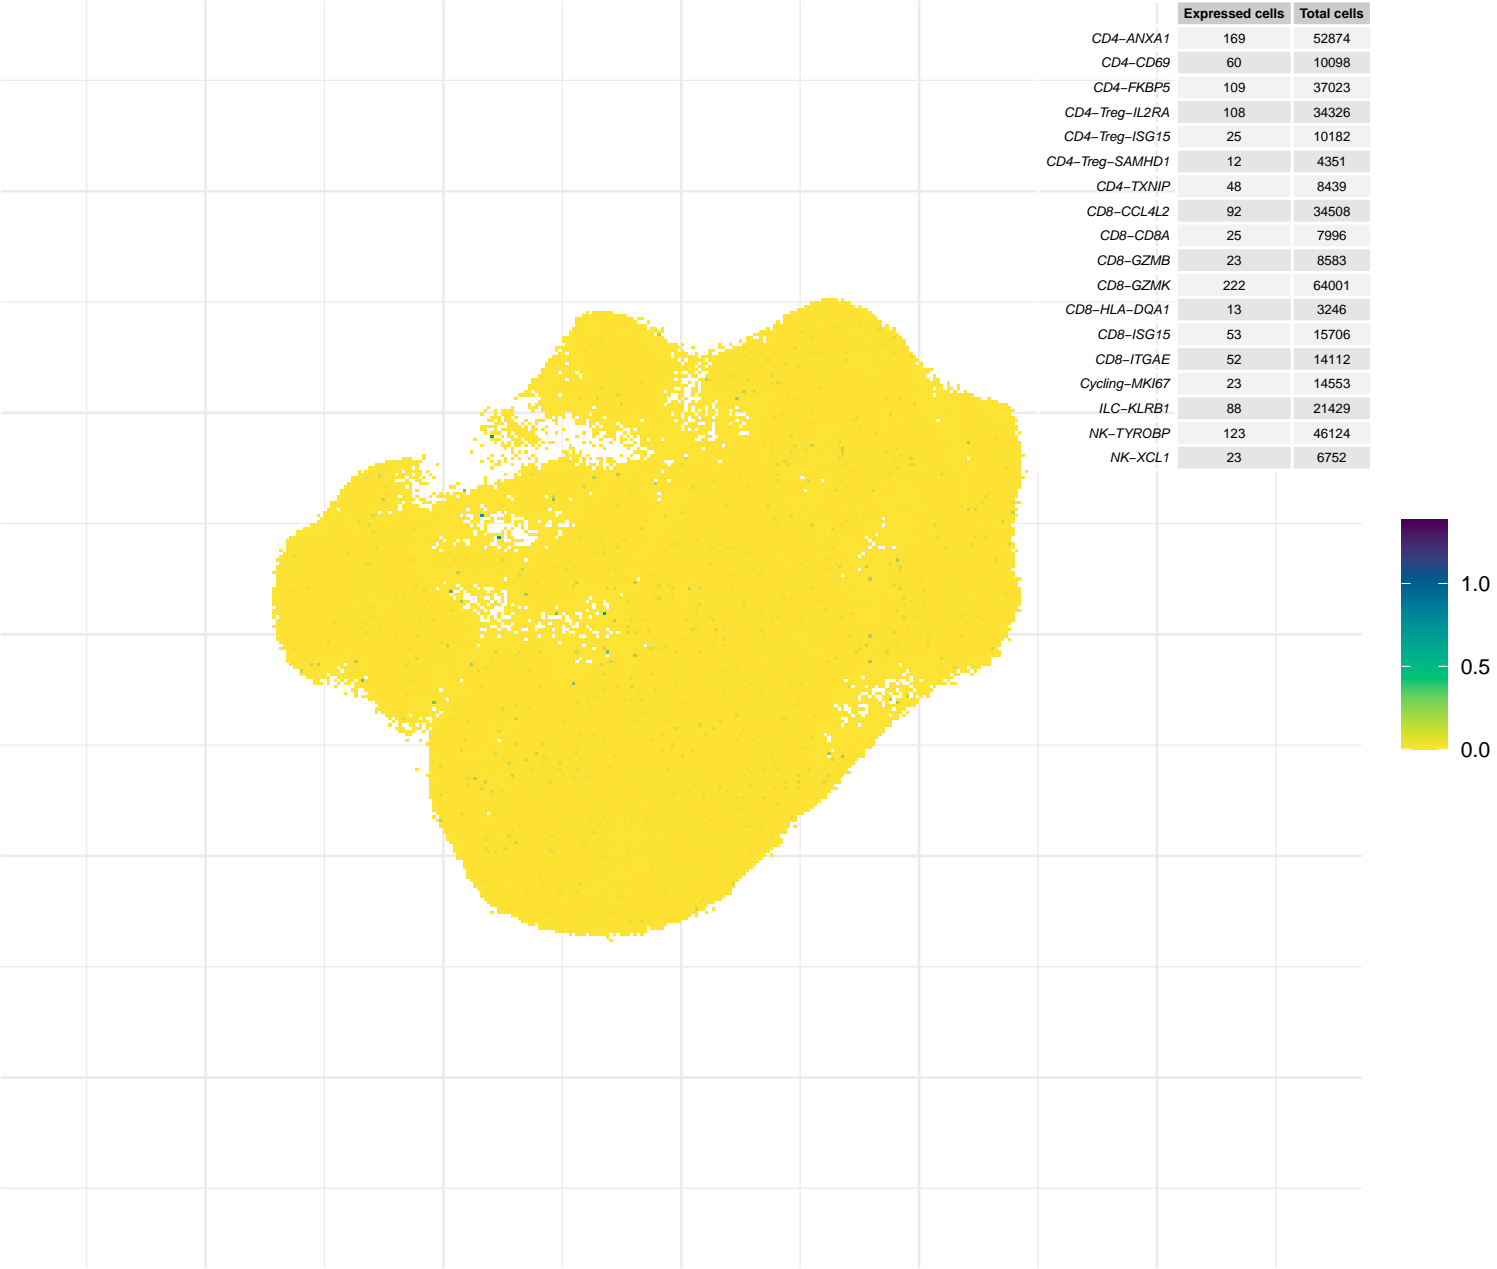 Expressed cells Total cells
CD4−ANXA1 169 52874
CD4−CD69 60 10098
CD4−FKBP5 109 37023
CD4−Treg−IL2RA 108 34326
CD4−Treg−ISG15 25 10182
CD4−Treg−SAMHD1 12 4351
CD4−TXNIP 48 8439
CD8−CCL4L2 92 34508
CD8−CD8A 25 7996
CD8−GZMB 23 8583
CD8−GZMK 222 64001
CD8−HLA−DQA1 13 3246
CD8−ISG15 53 15706
CD8−ITGAE 52 14112
Cycling−MKI67 23 14553
ILC−KLRB1 88 21429
NK−TYROBP 123 46124
NK−XCL1 23 6752
1.0
0.5
0.0